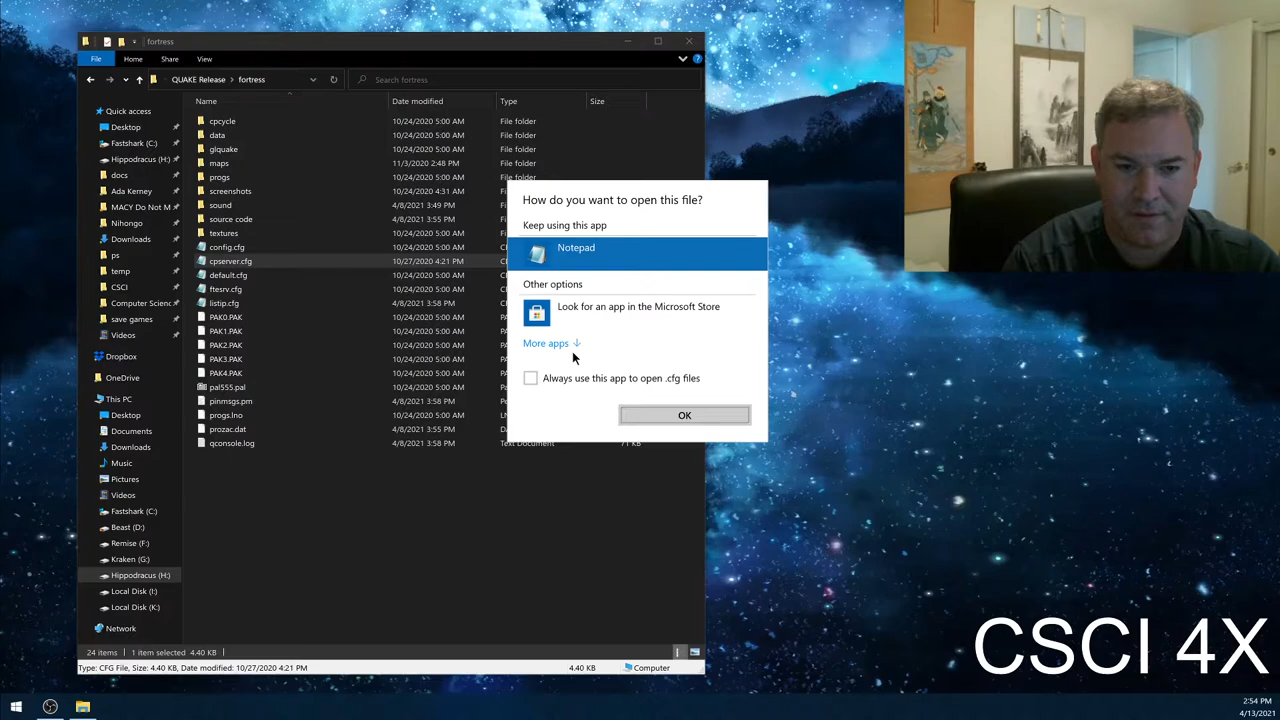 fortress
File Home Share View
QUAKE Release fortress Search fortress
Name Date modified Type Size
Quick access
Desktop
Fastshark (C:)
Hippodracus (H:)
docs
Ada Kerney
MACY Do Not M
Nihongo
Downloads
ps
temp
CSCI
Computer Scienc
save games
Videos
Dropbox
OneDrive
This PC
Desktop
Documents
Downloads
Music
Pictures
Videos
Fastshark (C:)
Beast (D:)
Remise (F:)
Kraken (G:)
Hippodracus (H:)
Local Disk (I:)
Local Disk (K:)
Network
cpcycle 10/24/2020 5:00 AM File folder
data 10/24/2020 5:00 AM File folder
glquake 10/24/2020 5:00 AM File folder
maps 11/3/2020 2:48 PM File folder
progs 10/24/2020 5:00 AM File folder
screenshots 10/24/2020 4:31 AM
sound 4/8/2021 3:49 PM
source code 4/8/2021 3:55 PM
textures 10/24/2020 5:00 AM
config.cfg 10/24/2020 5:00 AM
cpserver.cfg 10/27/2020 4:21 PM
default.cfg 10/24/2020 5:00 AM
ftesrv.cfg 10/24/2020 5:00 AM
listip.cfg 4/8/2021 3:58 PM
PAK0.PAK 10/24/2020 5:00 AM
PAK1.PAK 10/24/2020 5:00 AM
PAK2.PAK 10/24/2020 5:00 AM
PAK3.PAK 10/24/2020 5:00 AM
PAK4.PAK 10/24/2020 5:00 AM
pal555.pal 10/24/2020 5:00 AM
pinmsgs.pm 4/8/2021 3:58 PM
progs.lno 10/24/2020 5:00 AM
prozac.dat 4/8/2021 3:55 PM
qconsole.log 4/8/2021 3:58 PM Text Document 71 KB
How do you want to open this file?
Keep using this app
Notepad
Other options
Look for an app in the Microsoft Store
More apps ↓
Always use this app to open .cfg files
OK
24 items 1 item selected 4.40 KB
Type: CFG File, Size: 4.40 KB, Date modified: 10/27/2020 4:21 PM 4.40 KB Computer
CSCI 4X
2:54 PM
4/13/2021